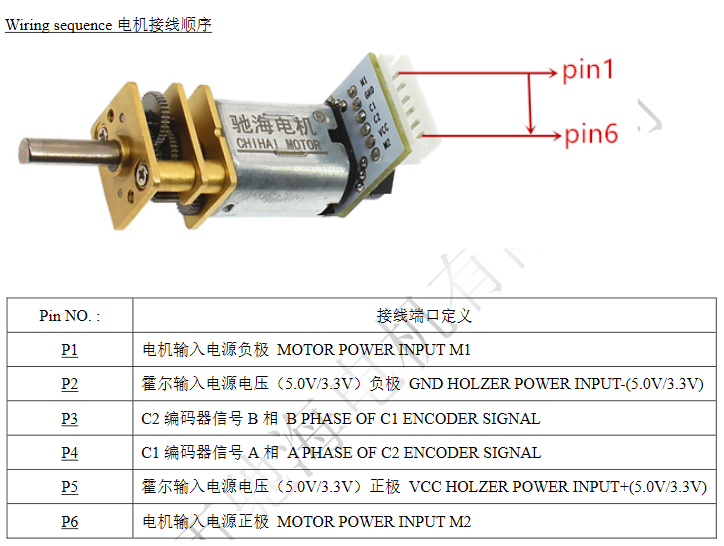 Wiring sequence 电机接线顺序
pin1
pin6
M1
GND
C1
C2
VCC
M2
驰海电机®
CHIHAI MOTOR
Pin NO. : 接线端口定义
P1 电机输入电源负极 MOTOR POWER INPUT M1
P2 霍尔输入电源电压（5.0V/3.3V）负极 GND HOLZER POWER INPUT-(5.0V/3.3V)
P3 C2 编码器信号 B 相 B PHASE OF C1 ENCODER SIGNAL
P4 C1 编码器信号 A 相 A PHASE OF C2 ENCODER SIGNAL
P5 霍尔输入电源电压（5.0V/3.3V）正极 VCC HOLZER POWER INPUT+(5.0V/3.3V)
P6 电机输入电源正极 MOTOR POWER INPUT M2
市驰海电机有